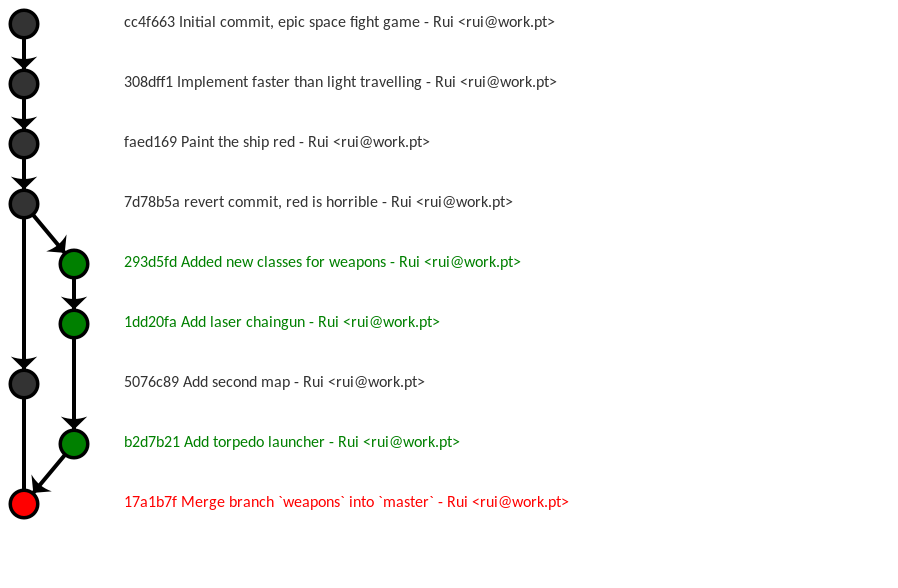 cc4f663 Initial commit, epic space fight game - Rui <rui@work.pt>
308dff1 Implement faster than light travelling - Rui <rui@work.pt>
faed169 Paint the ship red - Rui <rui@work.pt>
7d78b5a revert commit, red is horrible - Rui <rui@work.pt>
293d5fd Added new classes for weapons - Rui <rui@work.pt>
1dd20fa Add laser chaingun - Rui <rui@work.pt>
5076c89 Add second map - Rui <rui@work.pt>
b2d7b21 Add torpedo launcher - Rui <rui@work.pt>
17a1b7f Merge branch `weapons` into `master` - Rui <rui@work.pt>